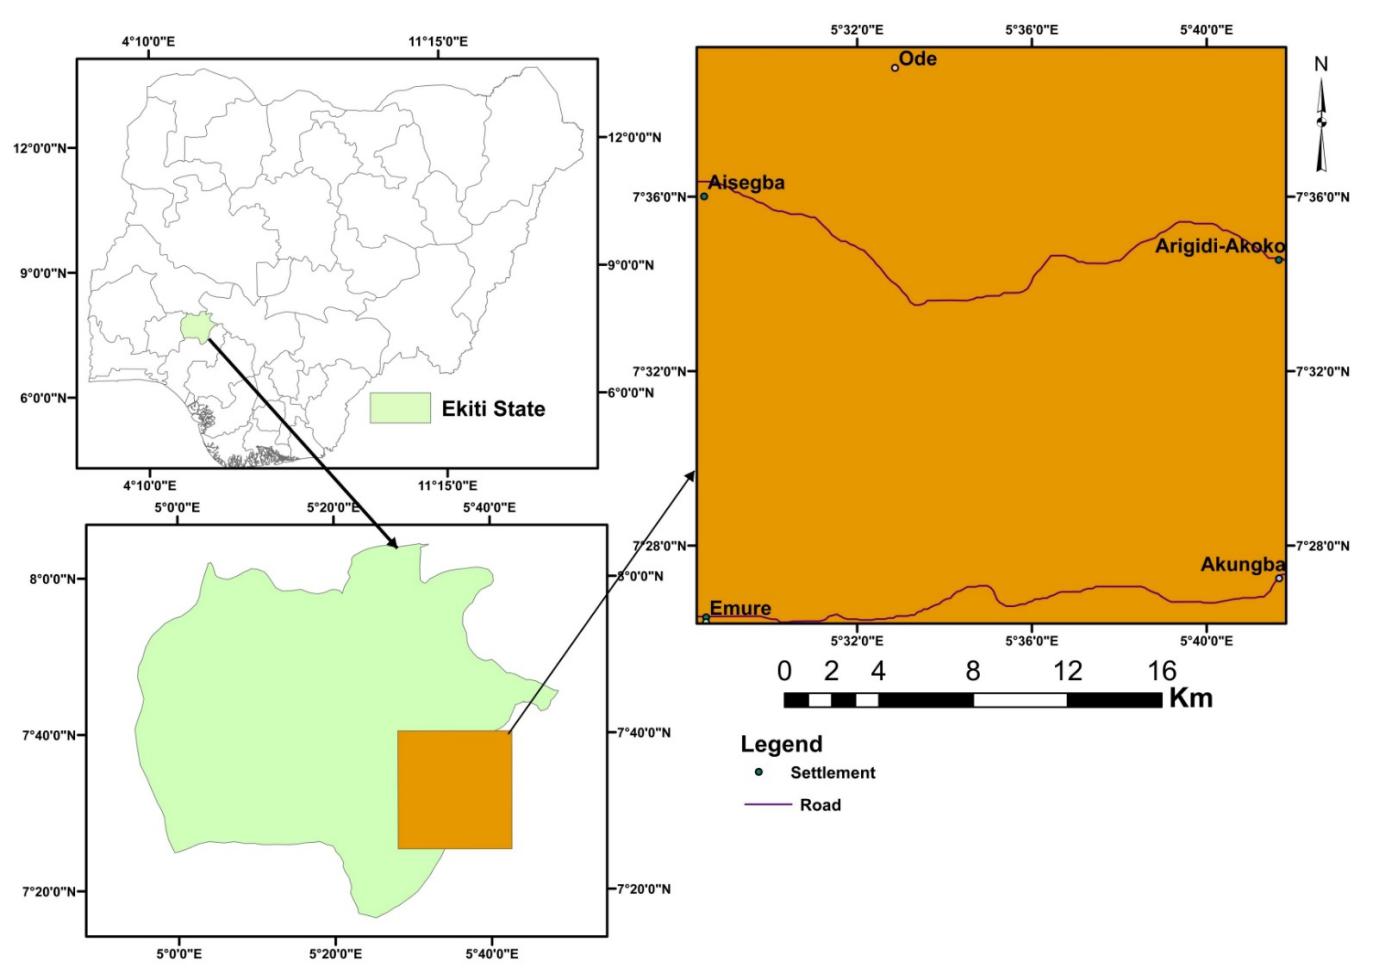 4°10'0"E 11°15'0"E
12°0'0"N 12°0'0"N
9°0'0"N 9°0'0"N
6°0'0"N 6°0'0"N
Ekiti State
4°10'0"E 11°15'0"E
5°0'0"E 5°20'0"E 5°40'0"E
8°0'0"N 8°0'0"N
7°40'0"N 7°40'0"N
7°20'0"N 7°20'0"N
5°0'0"E 5°20'0"E 5°40'0"E
5°32'0"E 5°36'0"E 5°40'0"E
Ode
N
Aisegba
7°36'0"N 7°36'0"N
Arigidi-Akoko
7°32'0"N 7°32'0"N
7°28'0"N 7°28'0"N
Akungba
Emure
5°32'0"E 5°36'0"E 5°40'0"E
0 2 4 8 12 16
Km
Legend
Settlement
Road